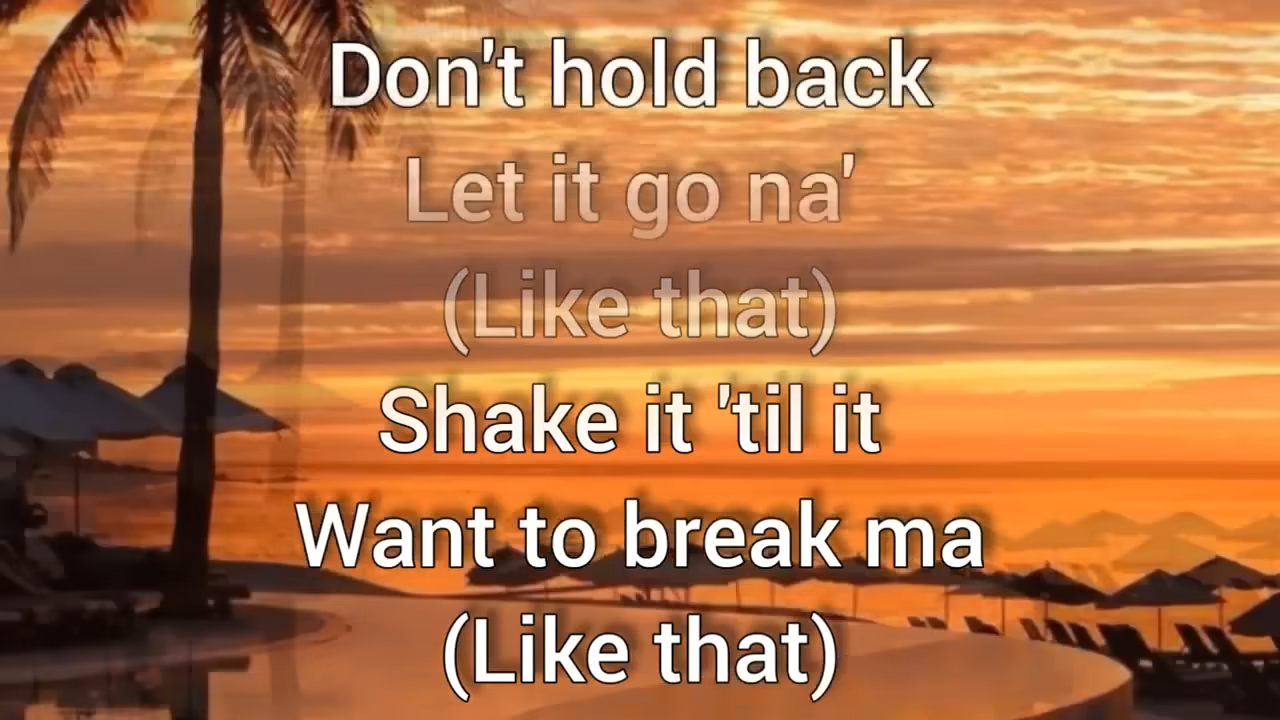 Don't hold back
Let it go na'
(Like that)
Shake it 'til it
Want to break ma
(Like that)